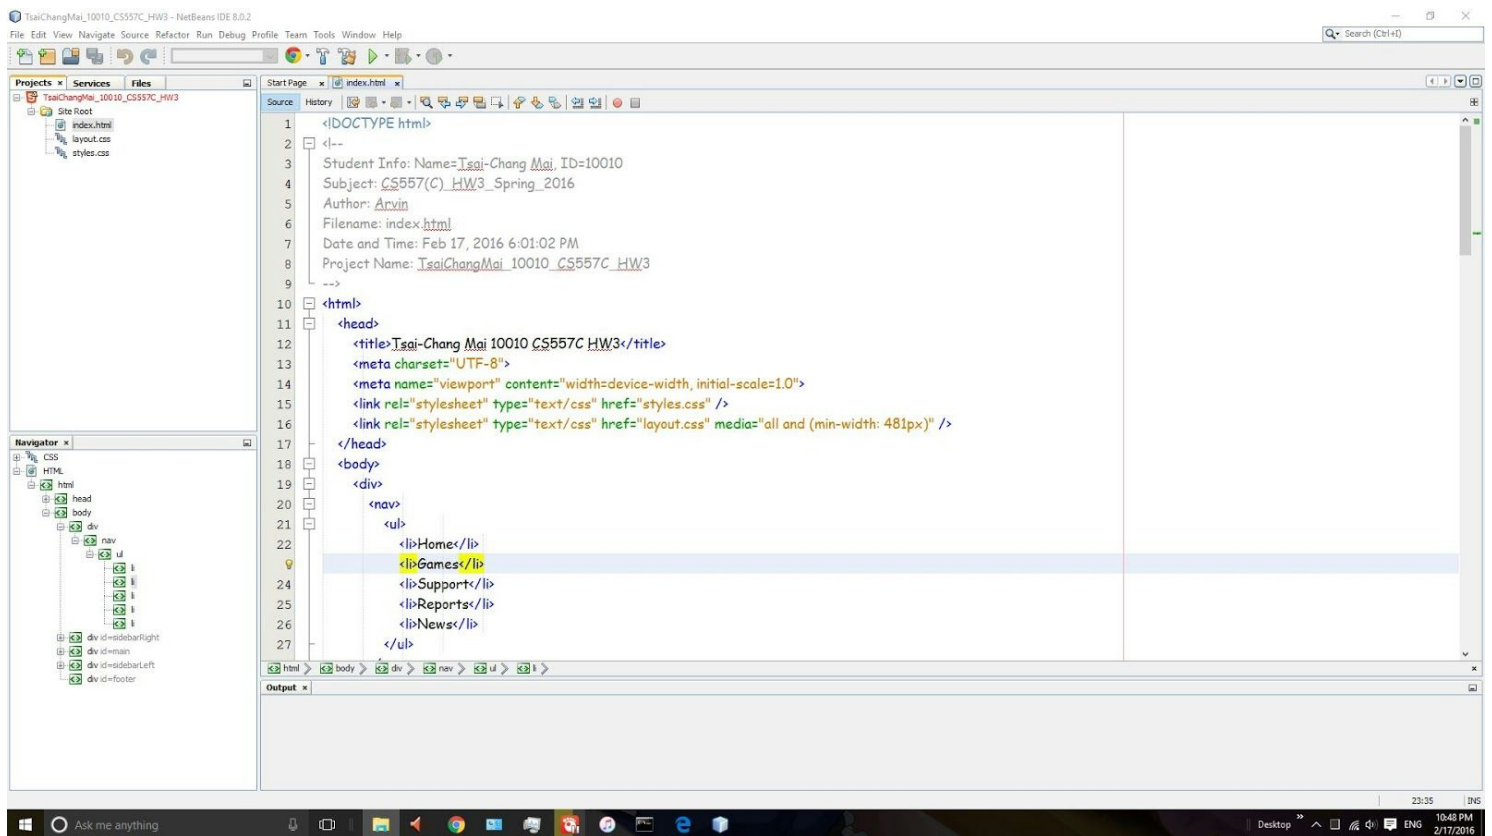 TsaiChangMai_10010_CS557C_HW3 - NetBeans IDE 8.0.2
File Edit View Navigate Source Refactor Run Debug Profile Team Tools Window Help
Search (Ctrl+I)
Projects Services Files
TsaiChangMai_10010_CS557C_HW3
Site Root
index.html
layout.css
styles.css
Start Page index.html
Source History
1 <!DOCTYPE html>
2 <!--
3 Student Info: Name=Tsai-Chang Mai, ID=10010
4 Subject: CS557(C)_HW3_Spring_2016
5 Author: Arvin
6 Filename: index.html
7 Date and Time: Feb 17, 2016 6:01:02 PM
8 Project Name: TsaiChangMai_10010_CS557C_HW3
9 -->
10 <html>
11 <head>
12 <title>Tsai-Chang Mai 10010 CS557C HW3</title>
13 <meta charset="UTF-8">
14 <meta name="viewport" content="width=device-width, initial-scale=1.0">
15 <link rel="stylesheet" type="text/css" href="styles.css" />
16 <link rel="stylesheet" type="text/css" href="layout.css" media="all and (min-width: 481px)" />
17 </head>
18 <body>
19 <div>
20 <nav>
21 <ul>
22 <li>Home</li>
<li>Games</li>
24 <li>Support</li>
25 <li>Reports</li>
26 <li>News</li>
27 </ul>
Navigator
CSS
HTML
html
head
body
div
nav
ul
li
li
li
li
li
div id=sidebarRight
div id=main
div id=sidebarLeft
div id=footer
html body div nav ul li
Output
23:35 INS
Ask me anything
Desktop ENG 10:48 PM
2/17/2016